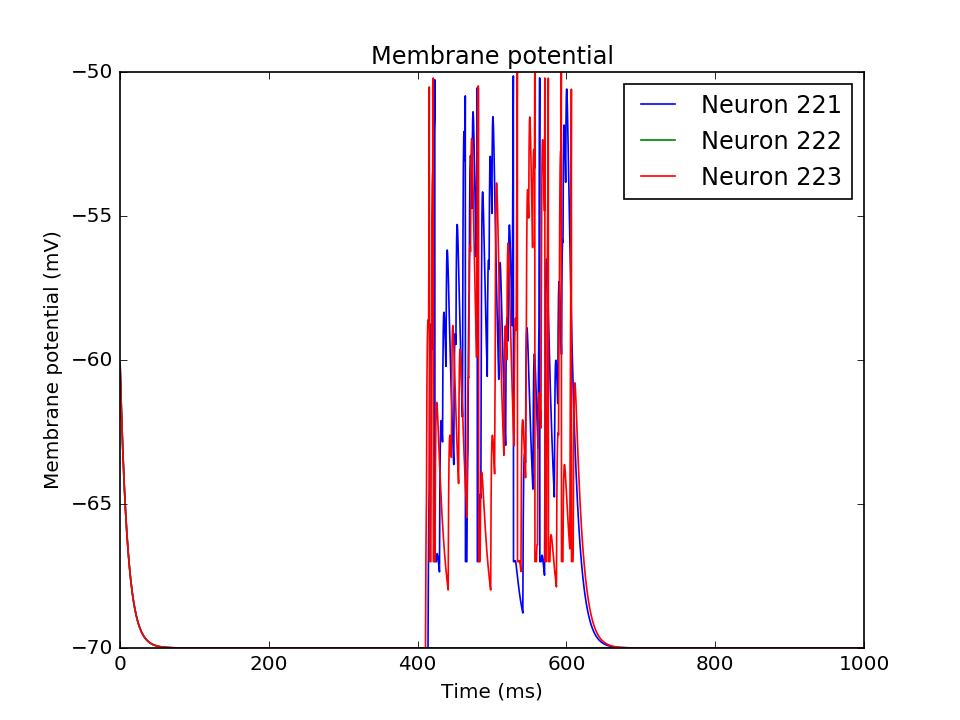 Membrane potential
Neuron 221
Neuron 222
Neuron 223
−50
−55
−60
−65
−70
Membrane potential (mV)
0
200
400
600
800
1000
Time (ms)